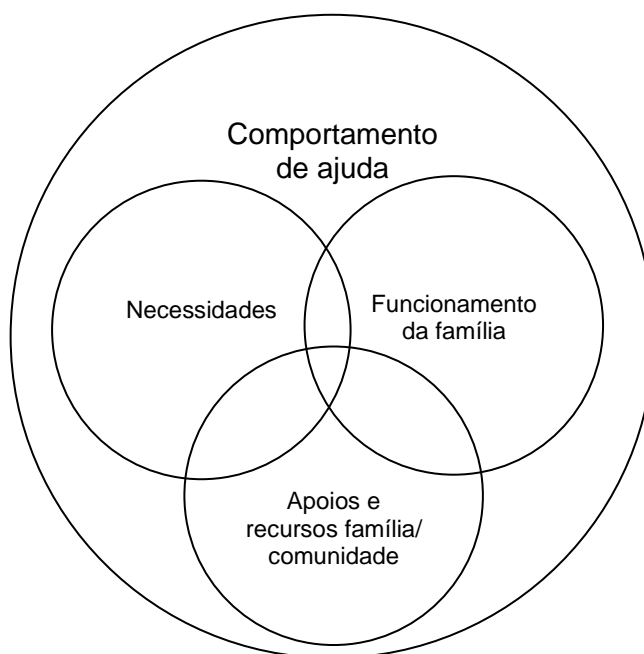 Comportamento
de ajuda
Necessidades
Funcionamento
da família
Apoios e
recursos família/
comunidade